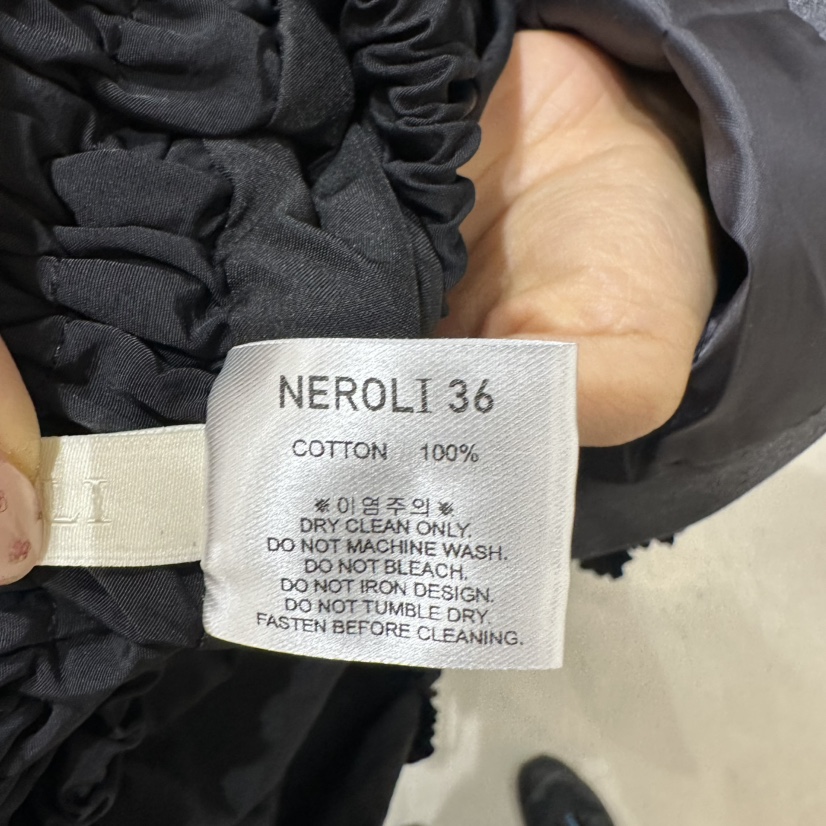 NEROLI 36
COTTON 100%
※이염주의※
DRY CLEAN ONLY.
DO NOT MACHINE WASH.
DO NOT BLEACH.
DO NOT IRON DESIGN.
DO NOT TUMBLE DRY.
FASTEN BEFORE CLEANING.
LI